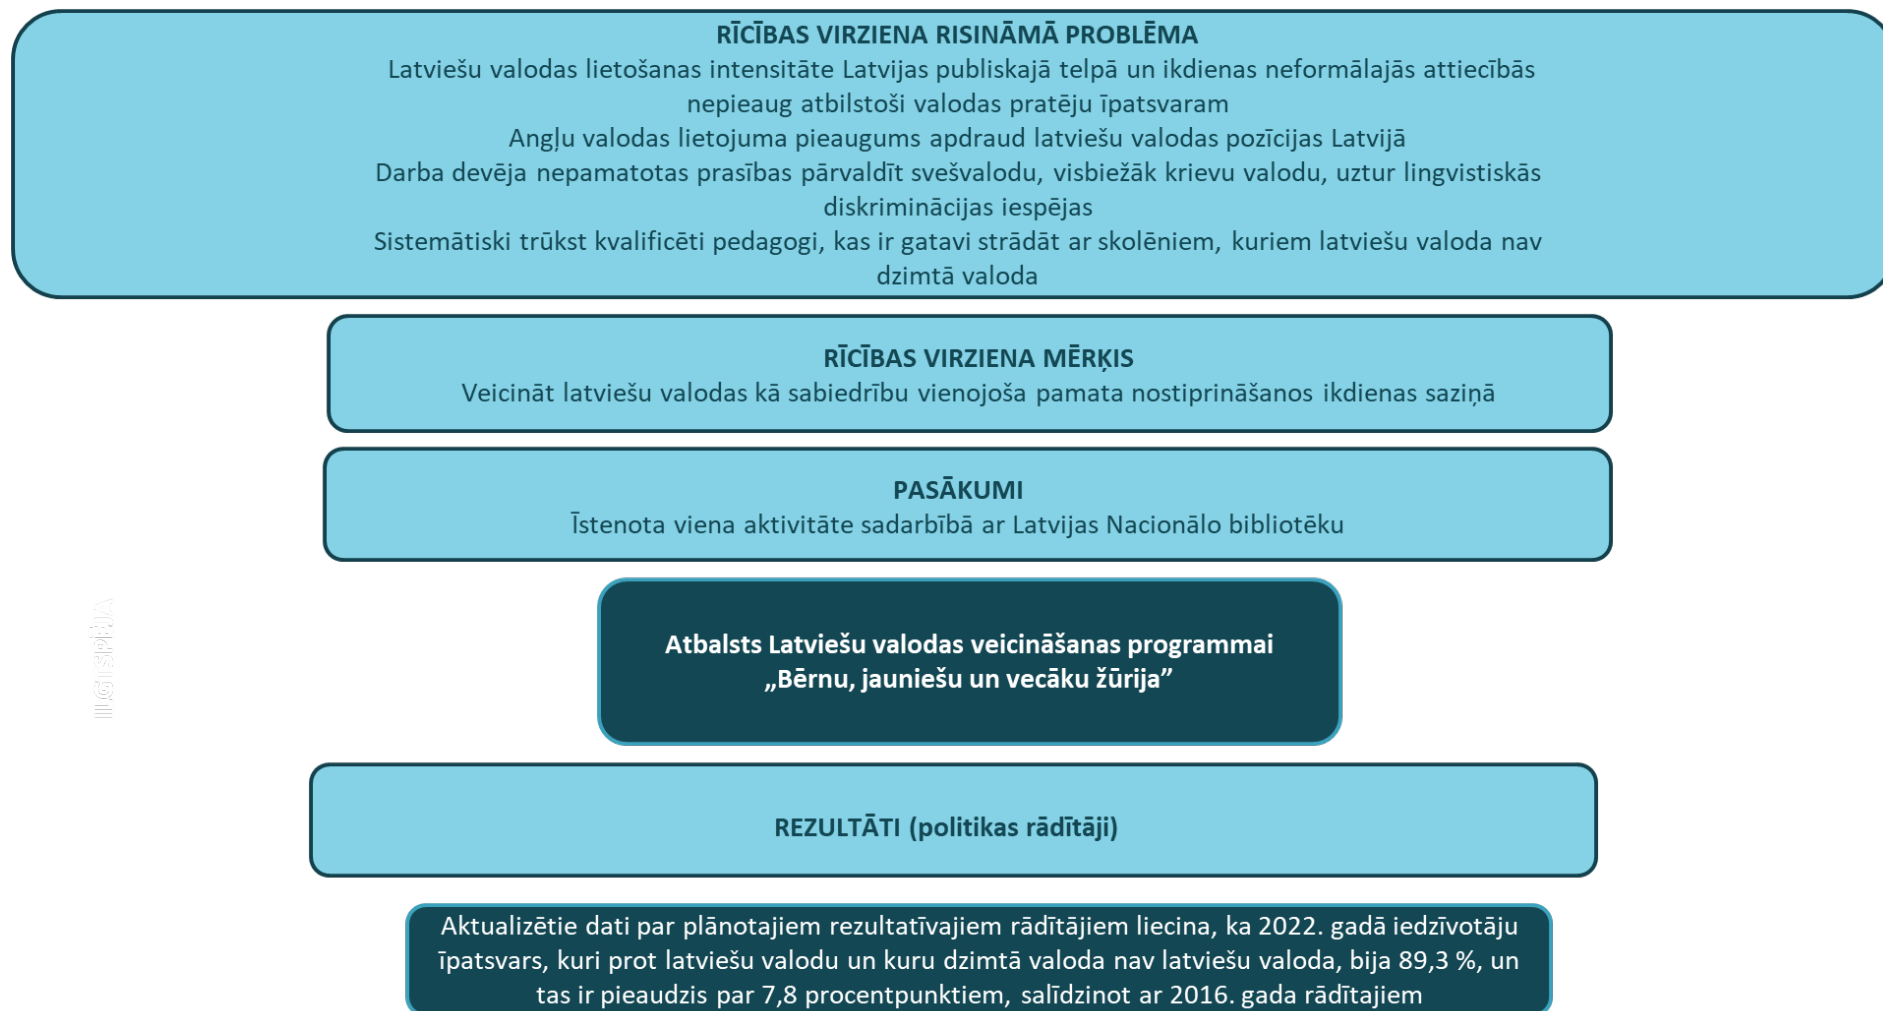 RĪCĪBAS VIRZIENA RISINĀMĀ PROBLĒMA
Latviešu valodas lietošanas intensitāte Latvijas publiskajā telpā un ikdienas neformālajās attiecībās
nepieaug atbilstoši valodas pratēju īpatsvaram
Angļu valodas lietojuma pieaugums apdraud latviešu valodas pozīcijas Latvijā
Darba devēja nepamatotas prasības pārvaldīt svešvalodu, visbiežāk krievu valodu, uztur lingvistiskās
diskriminācijas iespējas
Sistemātiski trūkst kvalificēti pedagogi, kas ir gatavi strādāt ar skolēniem, kuriem latviešu valoda nav
dzimtā valoda
RĪCĪBAS VIRZIENA MĒRĶIS
Veicināt latviešu valodas kā sabiedrību vienojoša pamata nostiprināšanos ikdienas saziņā
PASĀKUMI
Īstenota viena aktivitāte sadarbībā ar Latvijas Nacionālo bibliotēku
ILGTSPĒJA
Atbalsts Latviešu valodas veicināšanas programmai
„Bērnu, jauniešu un vecāku žūrija”
REZULTĀTI (politikas rādītāji)
Aktualizētie dati par plānotajiem rezultatīvajiem rādītājiem liecina, ka 2022. gadā iedzīvotāju
īpatsvars, kuri prot latviešu valodu un kuru dzimtā valoda nav latviešu valoda, bija 89,3 %, un
tas ir pieaudzis par 7,8 procentpunktiem, salīdzinot ar 2016. gada rādītajiem